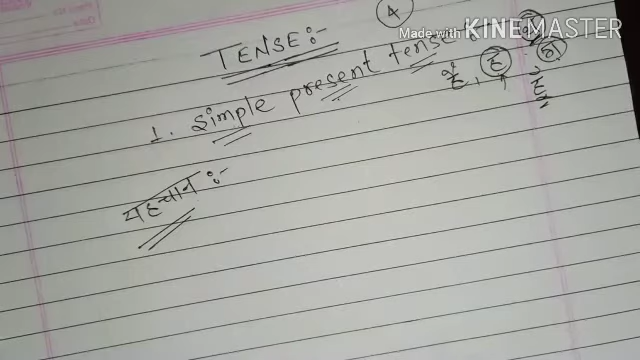 4
Made with KINEMASTER
TENSE:-
1. simple present tense
है, ह
हैं
पहचान :-